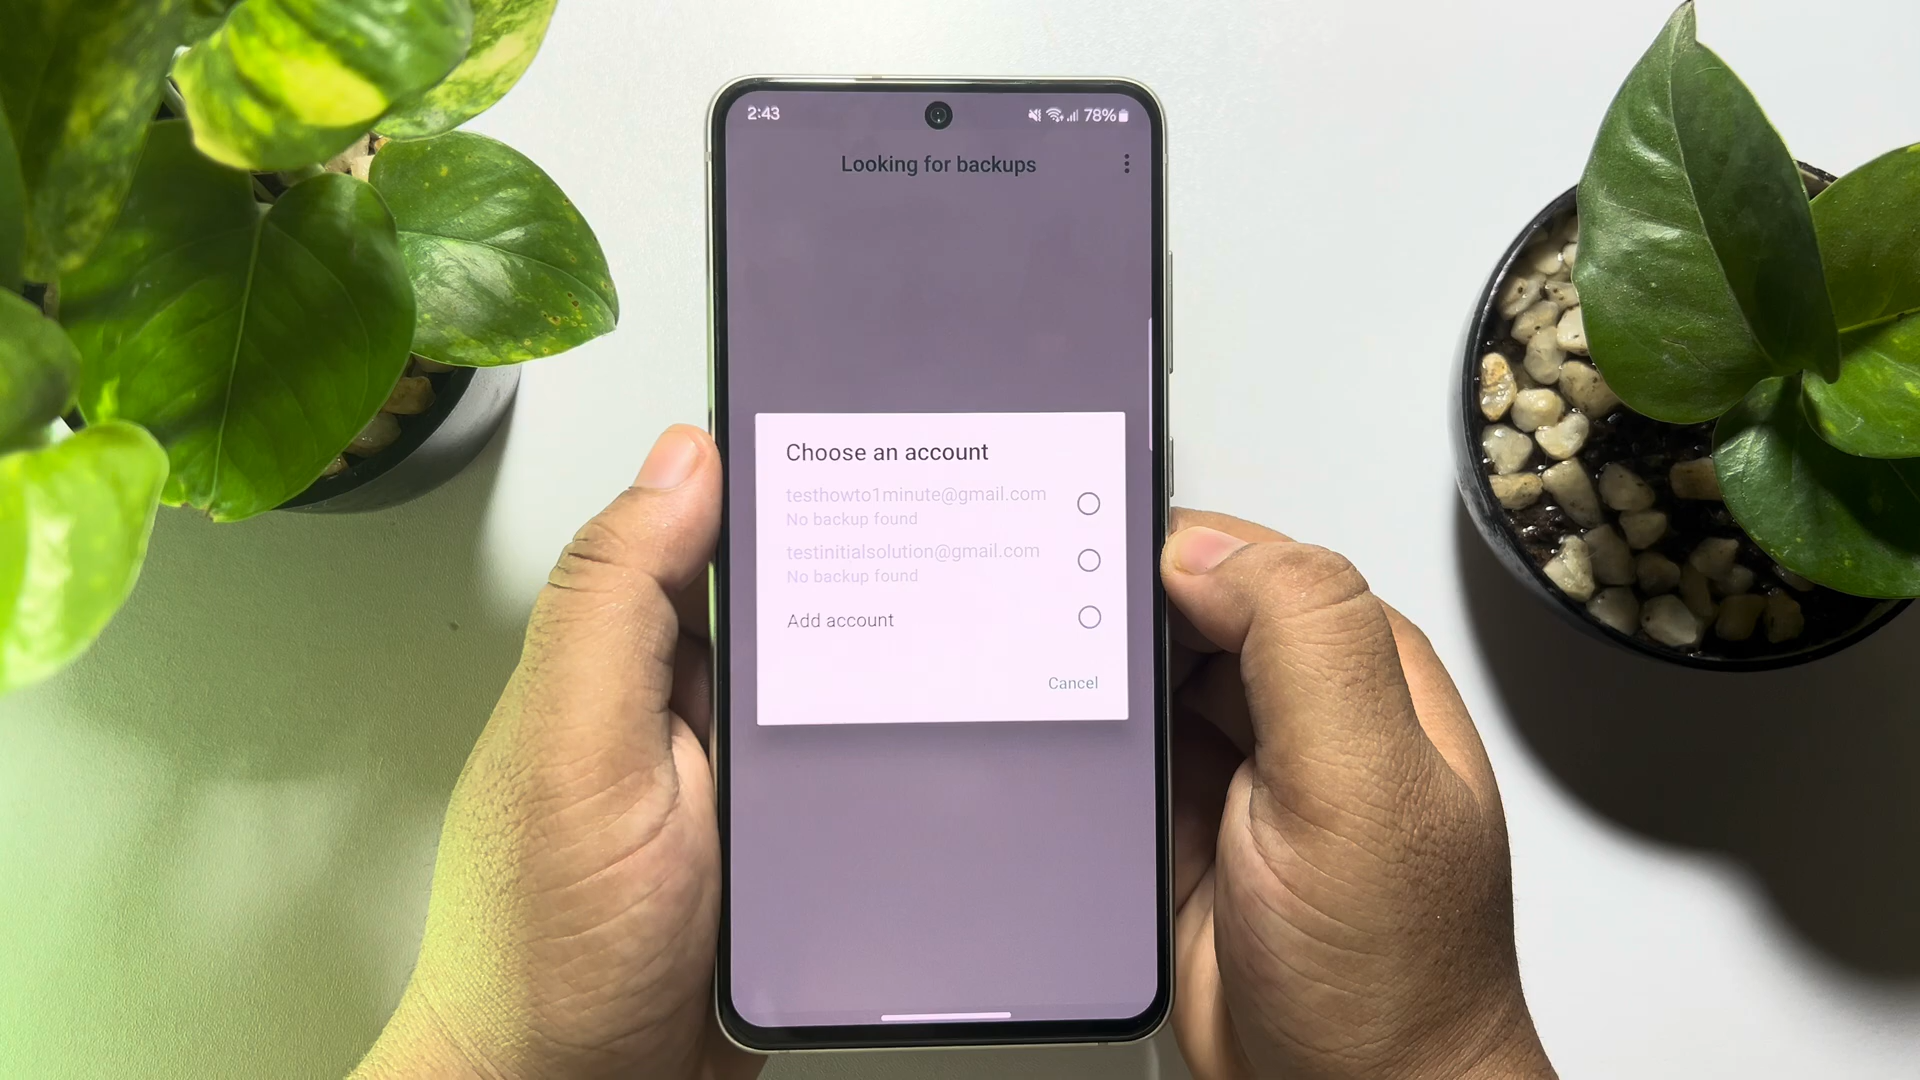 2:43
78%
Looking for backups
Choose an account
testhowto1minute@gmail.com
No backup found
testinitialsolution@gmail.com
No backup found
Add account
Cancel